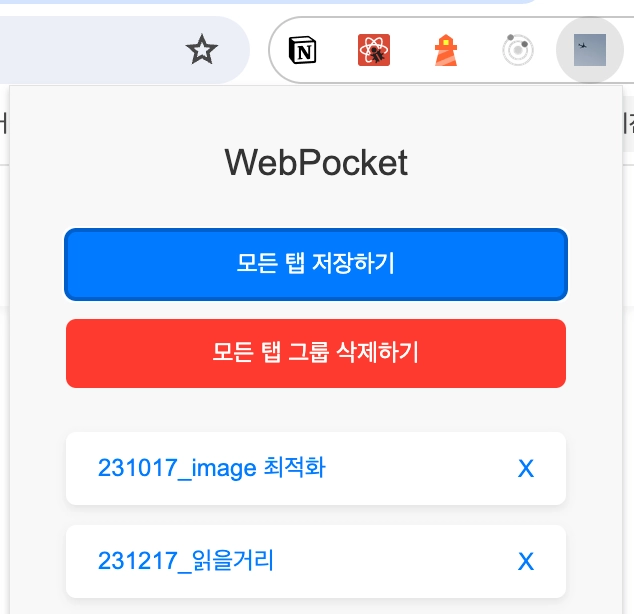 WebPocket
모든 탭 저장하기
모든 탭 그룹 삭제하기
231017_image 최적화 X
231217_읽을거리 X